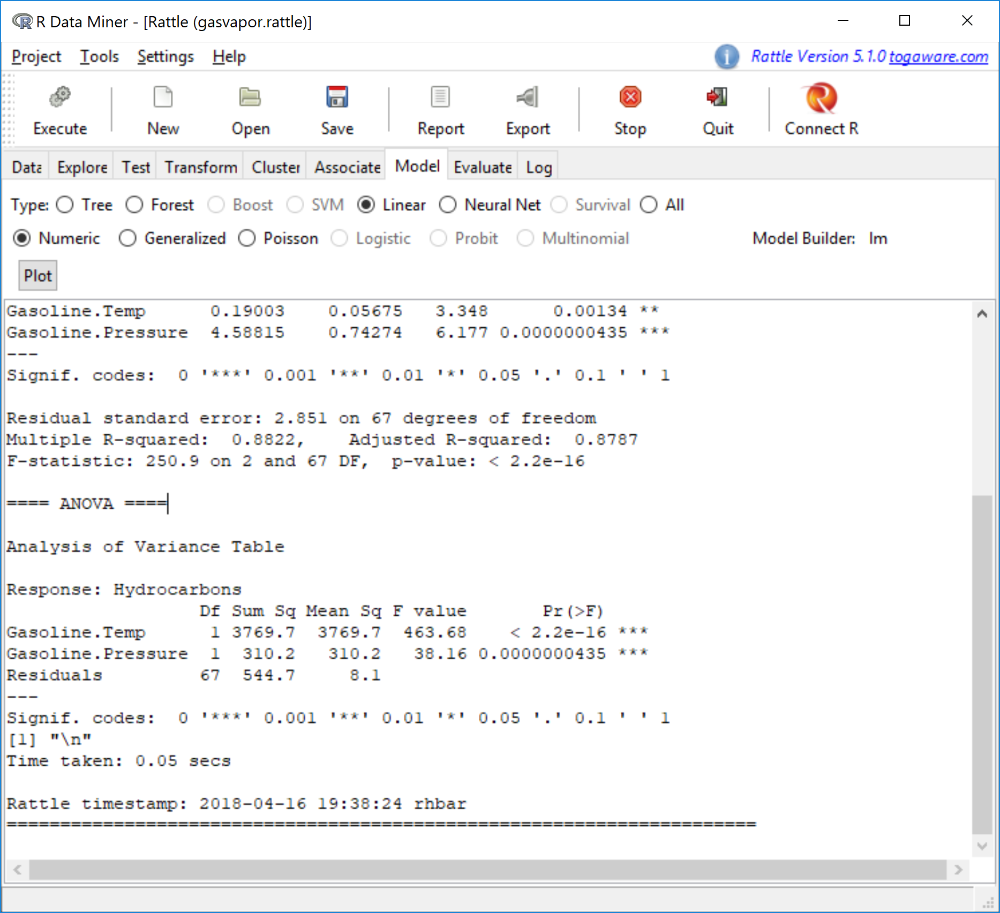 R Data Miner - [Rattle (gasvapor.rattle)]
Project Tools Settings Help Rattle Version 5.1.0 togaware.com
Execute New Open Save Report Export Stop Quit Connect R
Data Explore Test Transform Cluster Associate Model Evaluate Log
Type: Tree Forest Boost SVM Linear Neural Net Survival All
Numeric Generalized Poisson Logistic Probit Multinomial Model Builder: lm
Plot
Gasoline.Temp 0.19003 0.05675 3.348 0.00134 **
Gasoline.Pressure 4.58815 0.74274 6.177 0.0000000435 ***
---
Signif. codes: 0 '***' 0.001 '**' 0.01 '*' 0.05 '.' 0.1 ' ' 1
Residual standard error: 2.851 on 67 degrees of freedom
Multiple R-squared: 0.8822, Adjusted R-squared: 0.8787
F-statistic: 250.9 on 2 and 67 DF, p-value: < 2.2e-16
==== ANOVA ====
Analysis of Variance Table
Response: Hydrocarbons
Df Sum Sq Mean Sq F value Pr(>F)
Gasoline.Temp 1 3769.7 3769.7 463.68 < 2.2e-16 ***
Gasoline.Pressure 1 310.2 310.2 38.16 0.0000000435 ***
Residuals 67 544.7 8.1
---
Signif. codes: 0 '***' 0.001 '**' 0.01 '*' 0.05 '.' 0.1 ' ' 1
[1] "\n"
Time taken: 0.05 secs
Rattle timestamp: 2018-04-16 19:38:24 rhbar
======================================================================